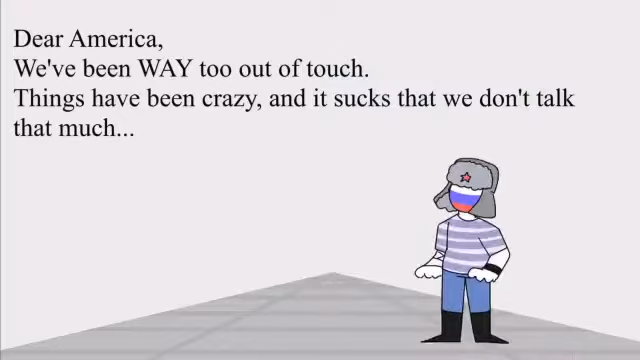 Dear America,
We've been WAY too out of touch.
Things have been crazy, and it sucks that we don't talk
that much...